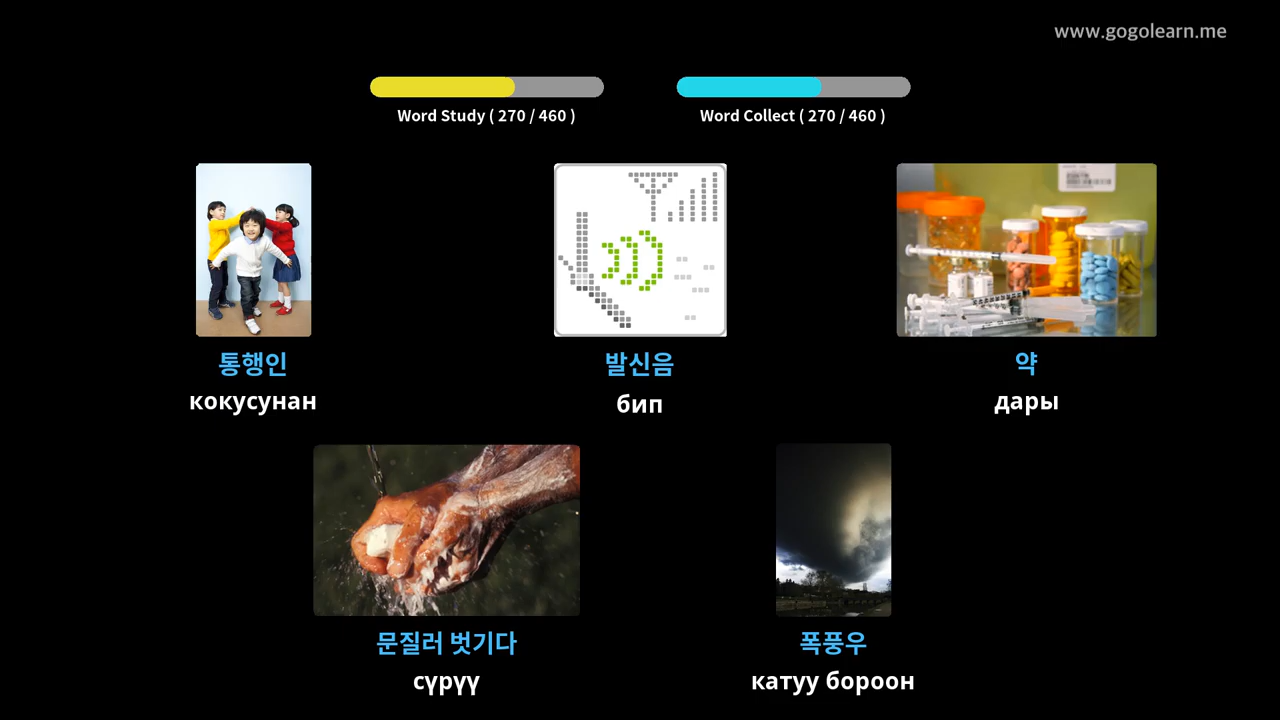 www.gogolearn.me
Word Study ( 270 / 460 )
Word Collect ( 270 / 460 )
통행인
кокусунан
발신음
бип
약
дары
문질러 벗기다
сүрүү
폭풍우
катуу бороон